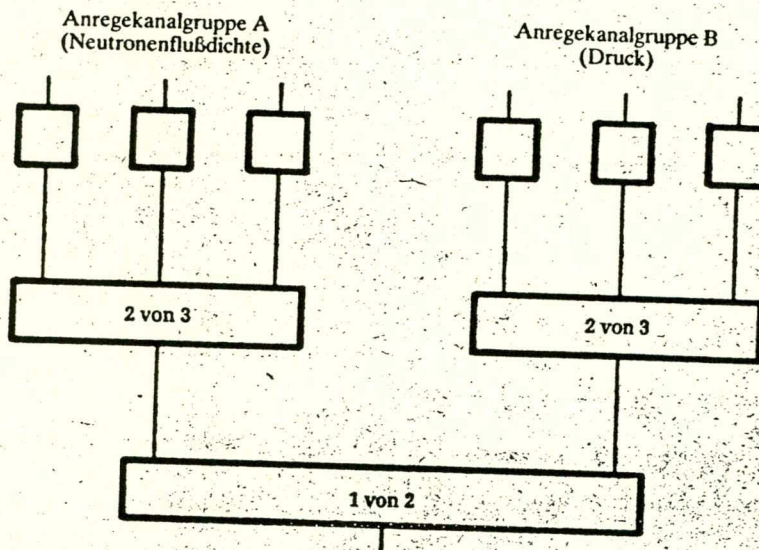 Anregekanalgruppe A
(Neutronenflußdichte)
Anregekanalgruppe B
(Druck)
2 von 3
2 von 3
1 von 2